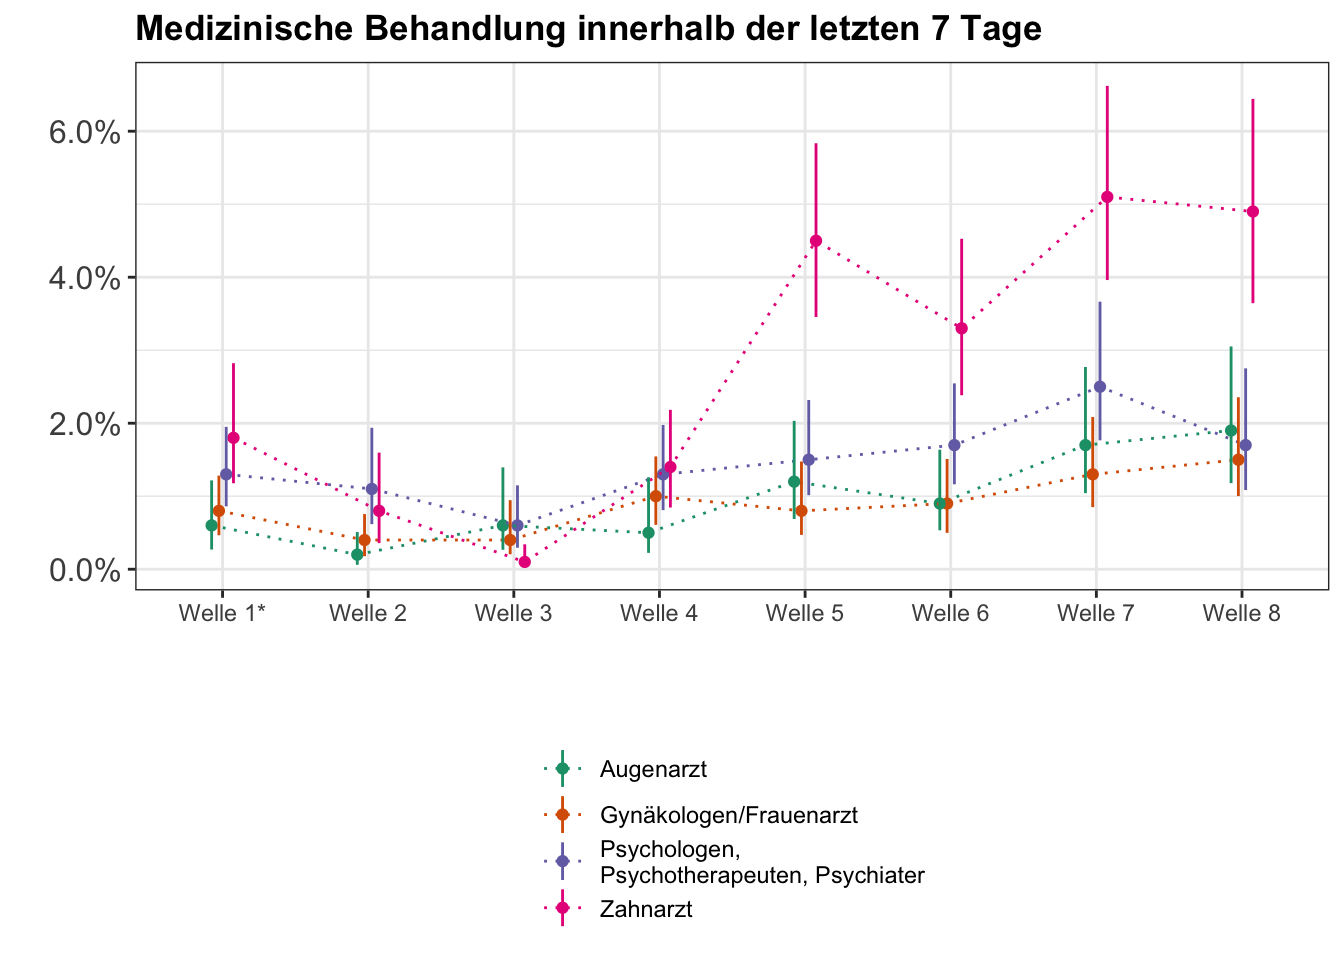 Medizinische Behandlung innerhalb der letzten 7 Tage
6.0%
4.0%
2.0%
0.0%
Welle 1* Welle 2 Welle 3 Welle 4 Welle 5 Welle 6 Welle 7 Welle 8
Augenarzt
Gynäkologen/Frauenarzt
Psychologen,
Psychotherapeuten, Psychiater
Zahnarzt